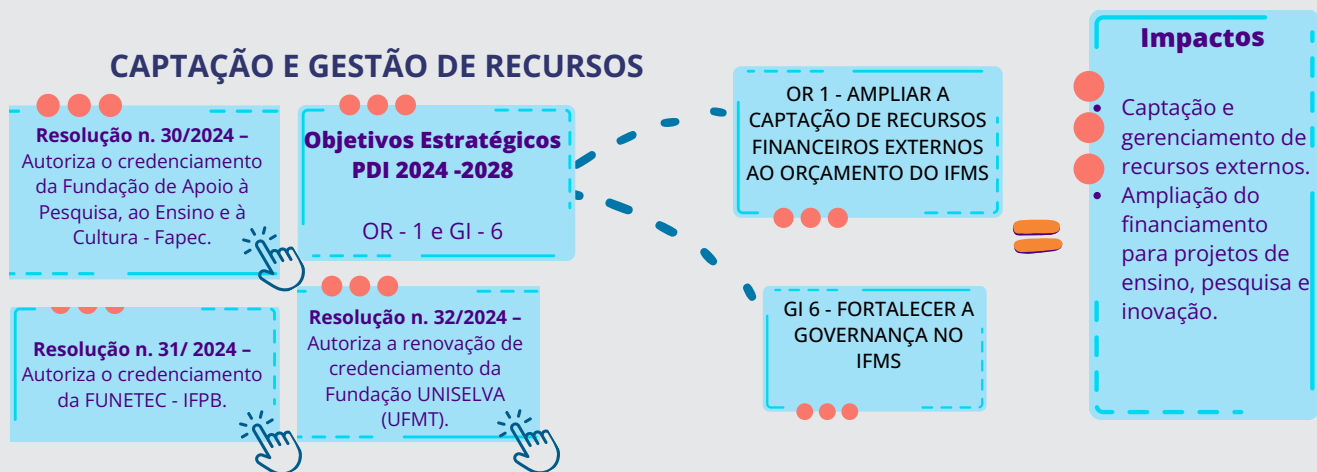 CAPTAÇÃO E GESTÃO DE RECURSOS
Resolução n. 30/2024 –
Autoriza o credenciamento
da Fundação de Apoio à
Pesquisa, ao Ensino e à
Cultura - Fapec.
Resolução n. 31/ 2024 –
Autoriza o credenciamento
da FUNETEC - IFPB.
Objetivos Estratégicos
PDI 2024 -2028
OR - 1 e GI - 6
Resolução n. 32/2024 –
Autoriza a renovação de
credenciamento da
Fundação UNISELVA
(UFMT).
OR 1 - AMPLIAR A
CAPTAÇÃO DE RECURSOS
FINANCEIROS EXTERNOS
AO ORÇAMENTO DO IFMS
GI 6 - FORTALECER A
GOVERNANÇA NO
IFMS
=
Impactos
• Captação e
gerenciamento de
recursos externos.
• Ampliação do
financiamento
para projetos de
ensino, pesquisa e
inovação.